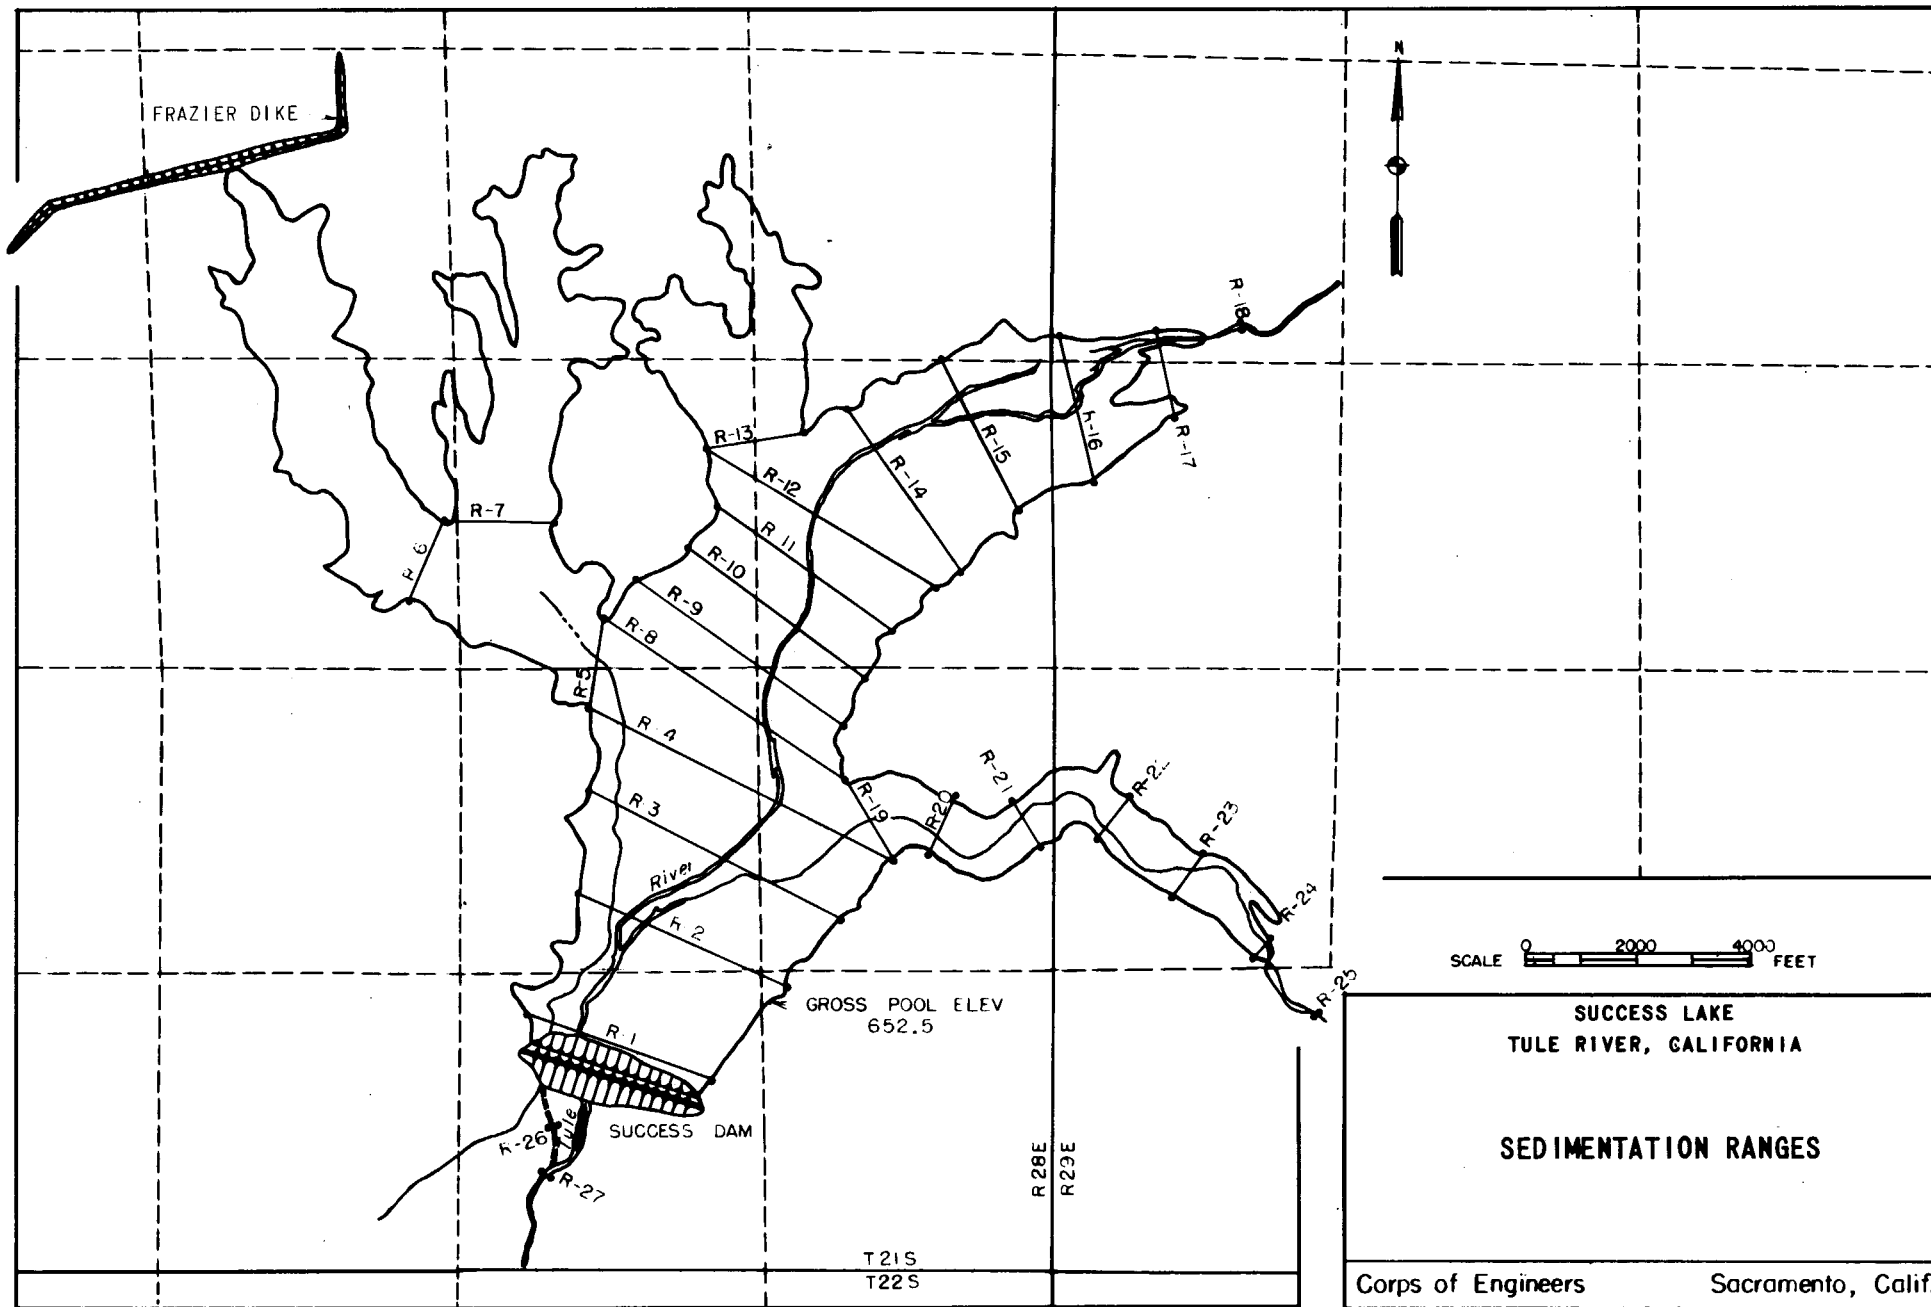 N
FRAZIER DIKE
R-18
R-13
R-12
R-14
R-15
R-16
R-17
R-7
R 11
R-10
R-9
R-8
R-5
R-4
R-3
R-19
R-20
R-21
R-23
R-24
R-25
River
R-2
GROSS POOL ELEV
652.5
R-1
SUCCESS DAM
Tule
R-26
R-27
R28E
R29E
T21S
T22S
SCALE 0 2000 4000 FEET
SUCCESS LAKE
TULE RIVER, CALIFORNIA
SEDIMENTATION RANGES
Corps of Engineers Sacramento, Calif